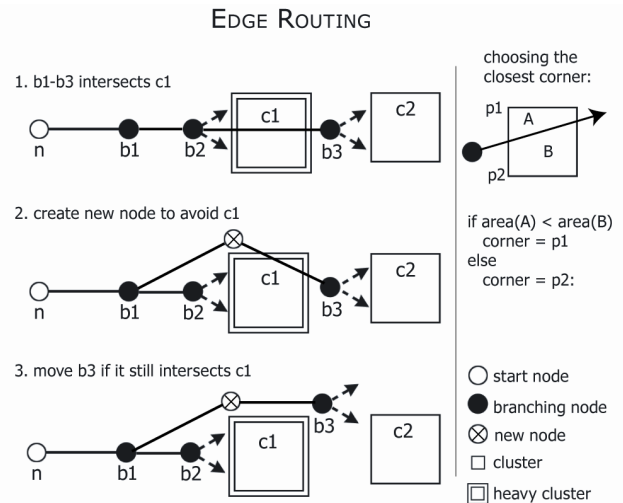 EDGE ROUTING
1. b1-b3 intersects c1
n
b1
b2
c1
b3
c2
2. create new node to avoid c1
n
b1
b2
c1
b3
c2
3. move b3 if it still intersects c1
n
b1
b2
c1
b3
c2
choosing the
closest corner:
p1
A
B
p2
if area(A) < area(B)
corner = p1
else
corner = p2:
start node
branching node
new node
cluster
heavy cluster